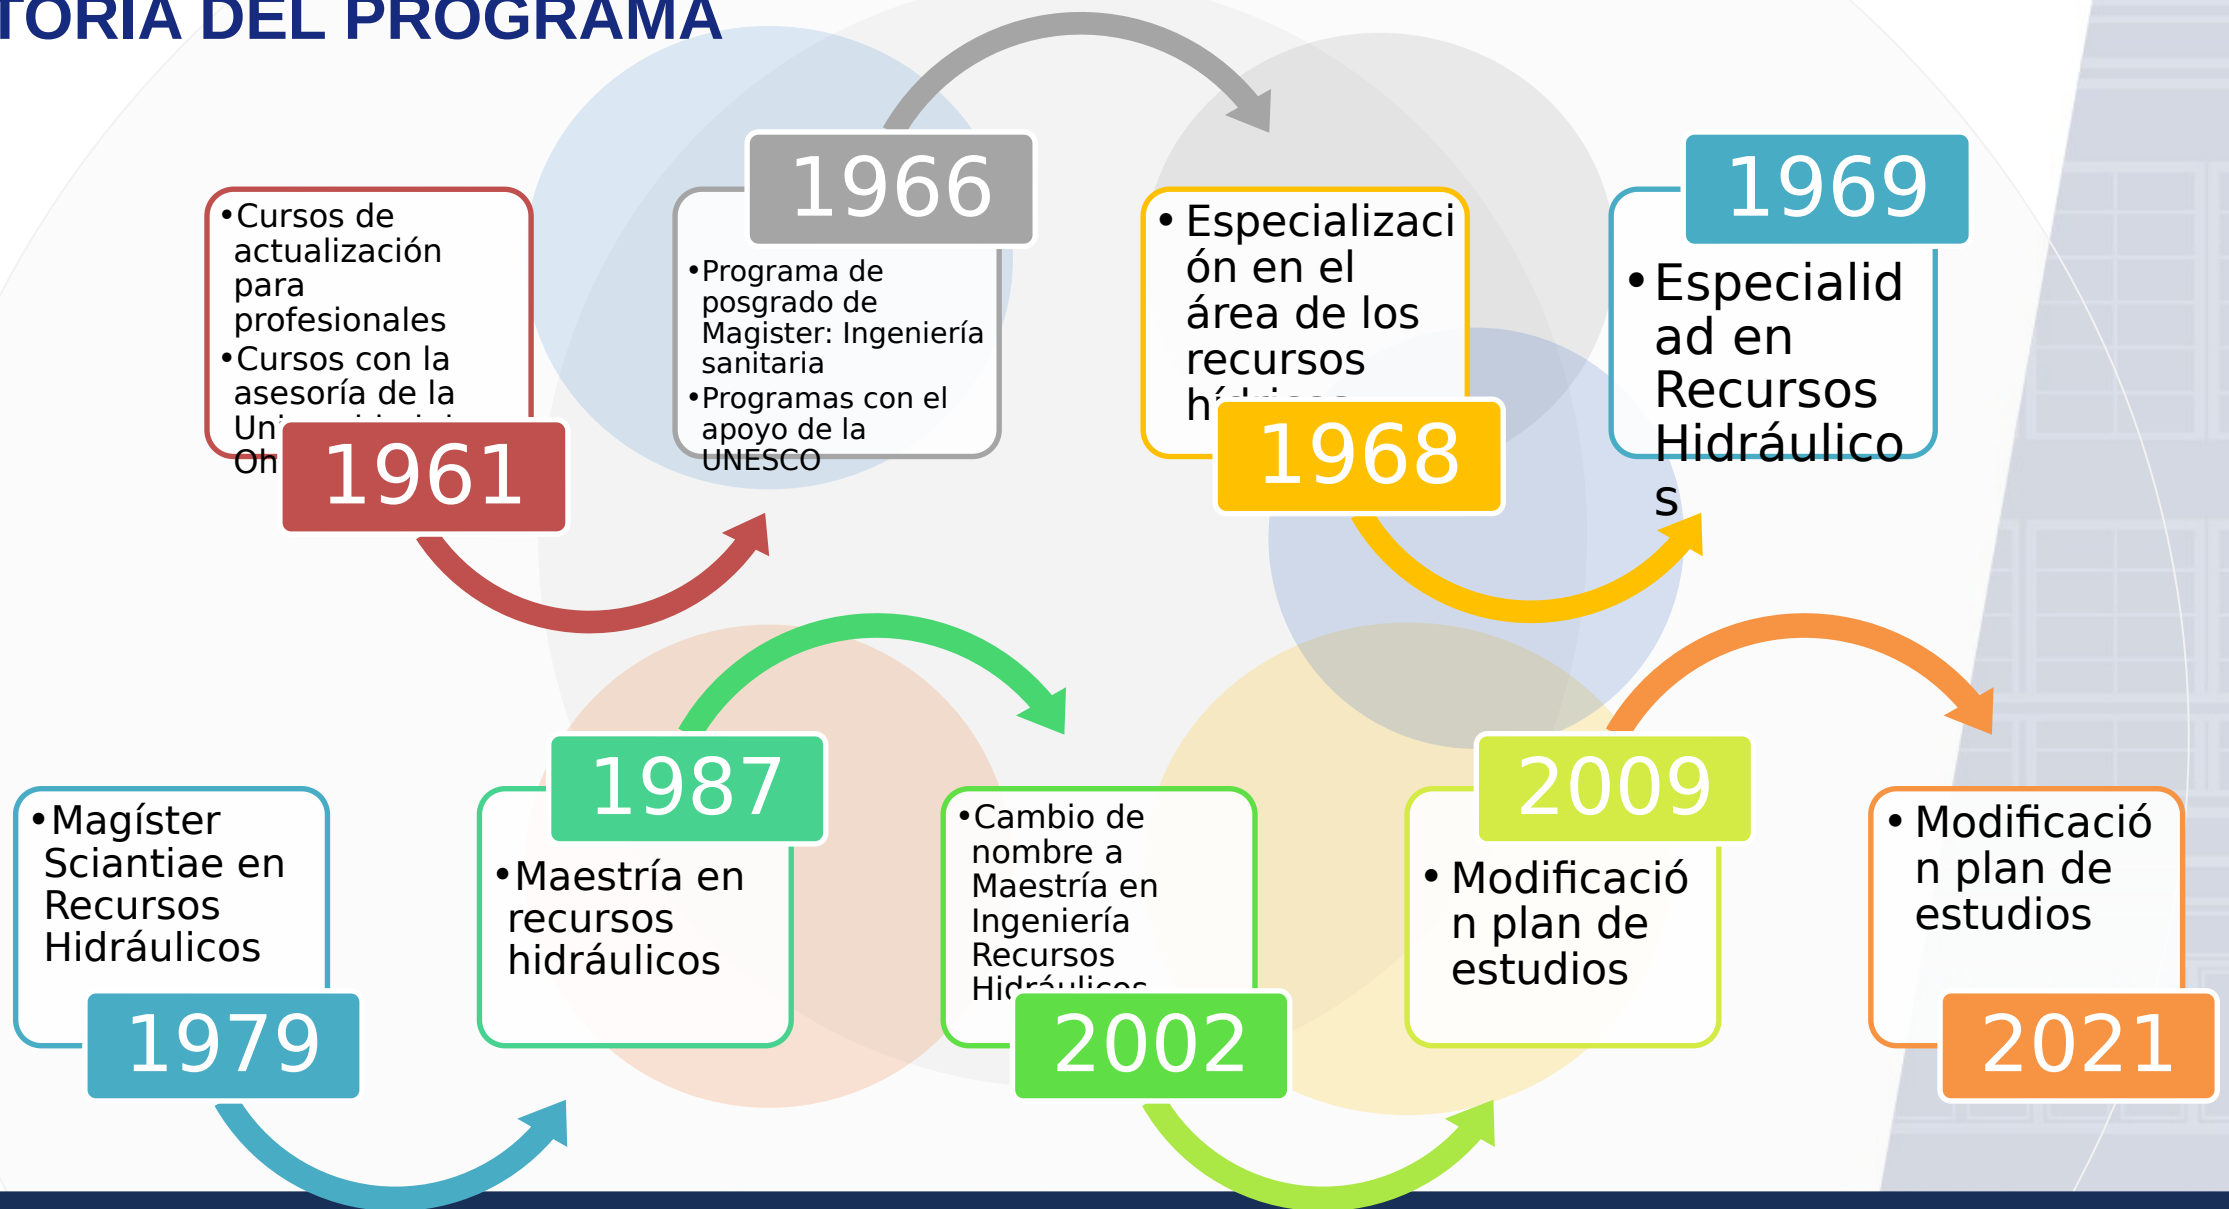 TORIA DEL PROGRAMA
•Cursos de
actualización
para
profesionales
•Cursos con la
asesoría de la
1961
1966
•Programa de
posgrado de
Magister: Ingeniería
sanitaria
•Programas con el
apoyo de la
UNESCO
• Especializaci
ón en el
área de los
recursos
hídricos
1968
1969
•Especialid
ad en
Recursos
Hidráulico
s
•Magíster
Sciantiae en
Recursos
Hidráulicos
1979
1987
•Maestría en
recursos
hidráulicos
•Cambio de
nombre a
Maestría en
Ingeniería
Recursos
Hidráulicos
2002
2009
• Modificació
n plan de
estudios
• Modificació
n plan de
estudios
2021